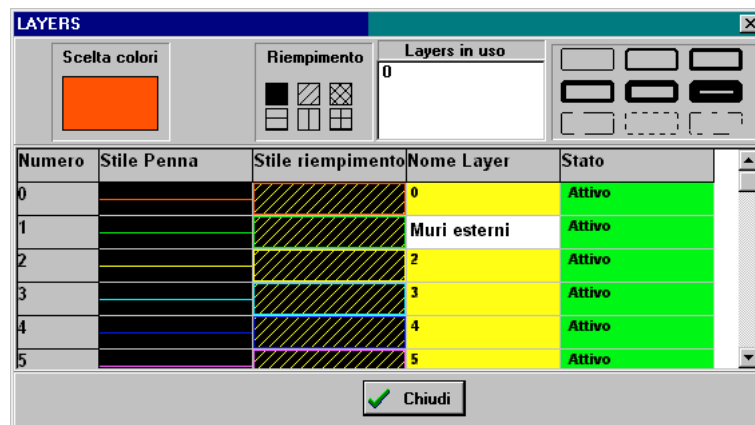 LAYERS
Scelta colori
Riempimento
Layers in uso
0
Numero Stile Penna Stile riempimento Nome Layer Stato
0 0 Attivo
1 Muri esterni Attivo
2 2 Attivo
3 3 Attivo
4 4 Attivo
5 5 Attivo
Chiudi